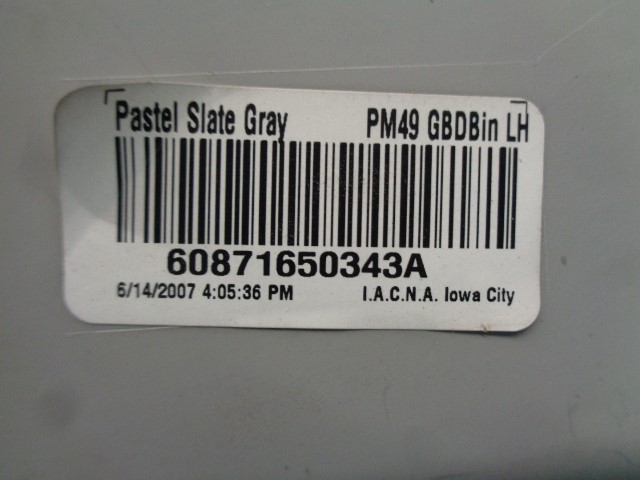 Pastel Slate Gray PM49 GBDBin LH
60871650343A
6/14/2007 4:05:36 PM I.A.C.N.A. Iowa City